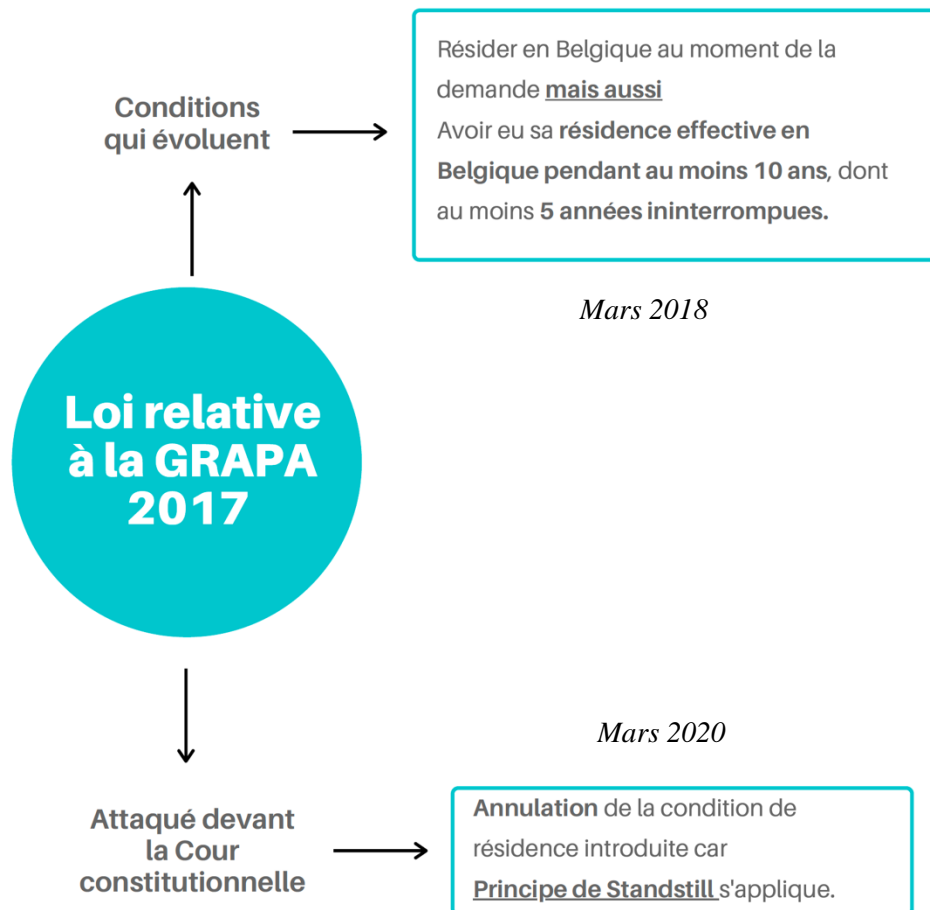 Conditions
qui évoluent
Résider en Belgique au moment de la
demande mais aussi
Avoir eu sa résidence effective en
Belgique pendant au moins 10 ans, dont
au moins 5 années ininterrompues.
Mars 2018
Loi relative
à la GRAPA
2017
Mars 2020
Attaqué devant
la Cour
constitutionnelle
Annulation de la condition de
résidence introduite car
Principe de Standstill s'applique.